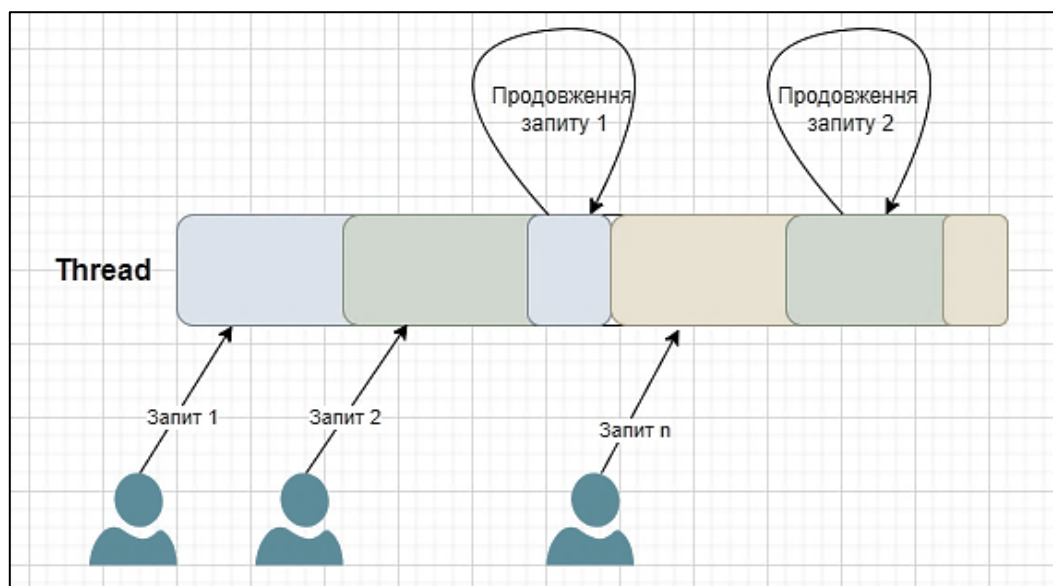 Продовження
запиту 1
Продовження
запиту 2
Thread
Запит 1
Запит 2
Запит n